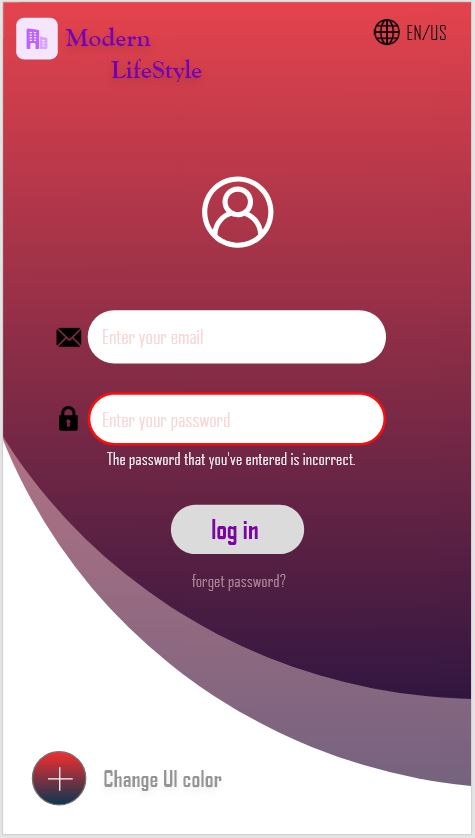 Modern
LifeStyle
EN/US
Enter your email
Enter your password
The password that you've entered is incorrect.
log in
forget password?
Change UI color